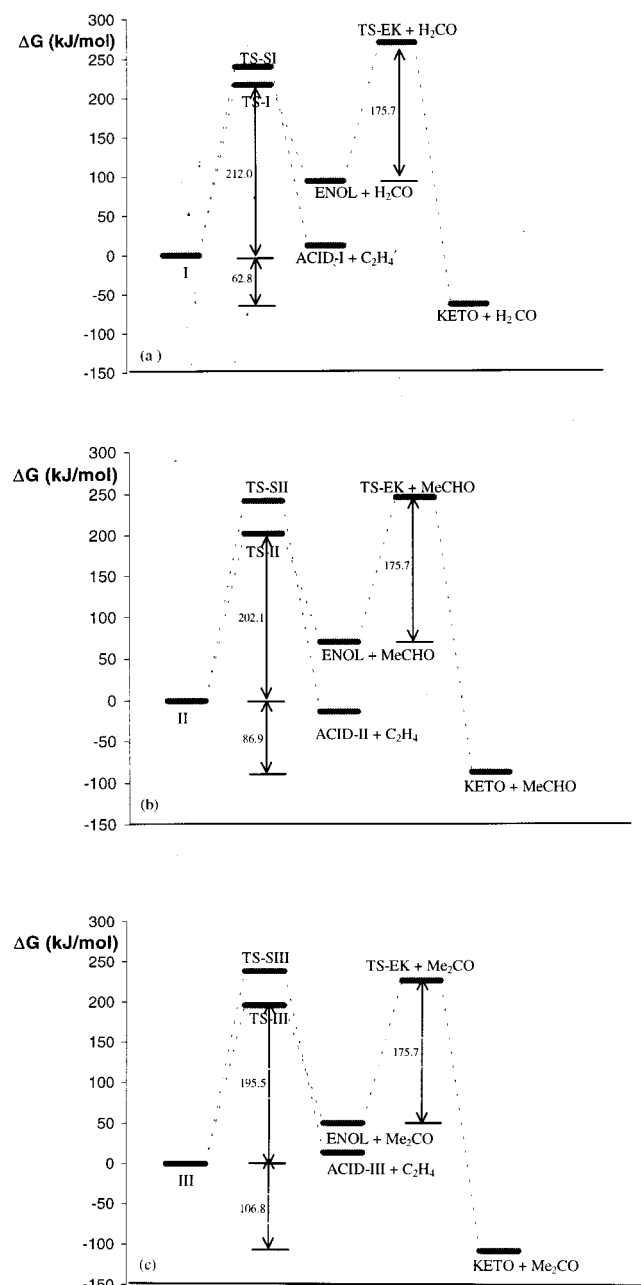 ΔG (kJ/mol)
300
250
200
150
100
50
0
-50
-100
-150
TS-EK + H₂CO
TS-SI
TS-I
175.7
212.0
ENOL + H₂CO
ACID-I + C₂H₄
I
62.8
KETO + H₂CO
(a)
ΔG (kJ/mol)
300
250
200
150
100
50
0
-50
-100
-150
TS-SII
TS-EK + MeCHO
TS-II
175.7
202.1
ENOL + MeCHO
II
ACID-II + C₂H₄
86.9
KETO + MeCHO
(b)
ΔG (kJ/mol)
300
250
200
150
100
50
0
-50
-100
-150
TS-SIII
TS-EK + Me₂CO
TS-III
175.7
195.5
ENOL + Me₂CO
ACID-III + C₂H₄
III
106.8
KETO + Me₂CO
(c)